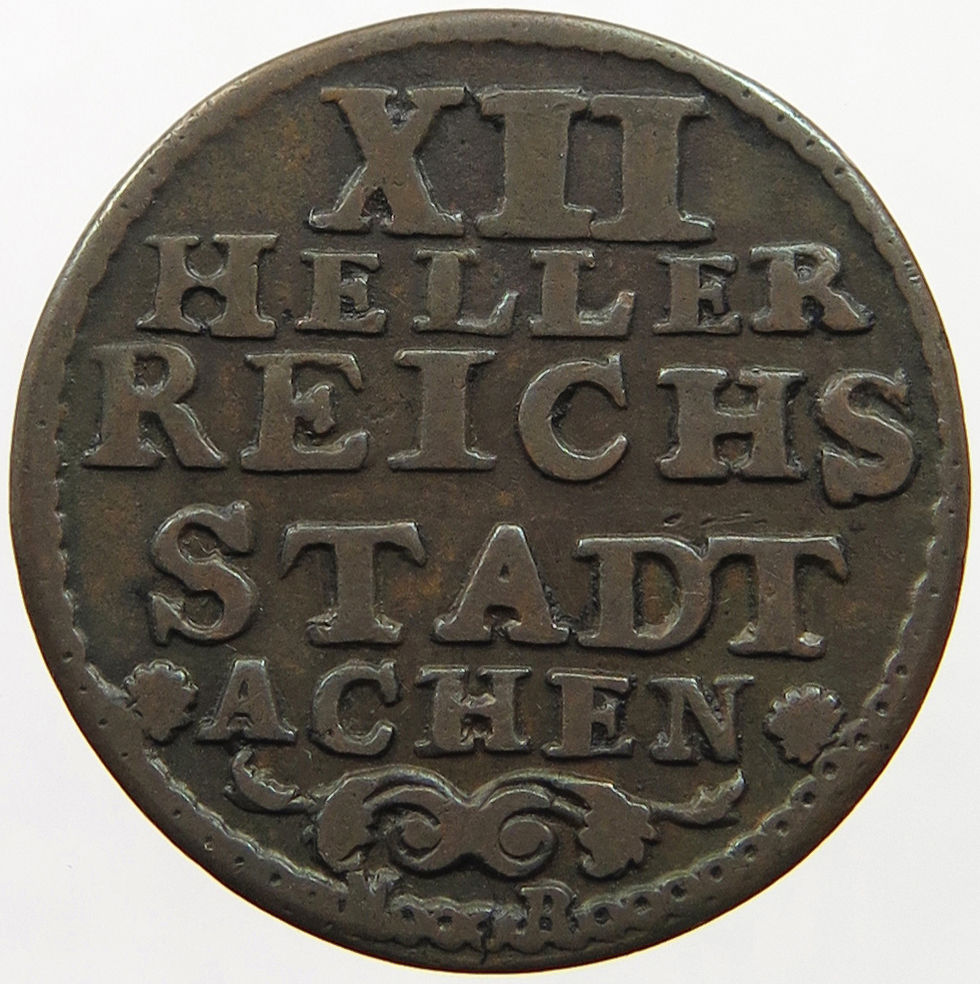 XII
HELLER
REICHS
STADT
ACHEN
R